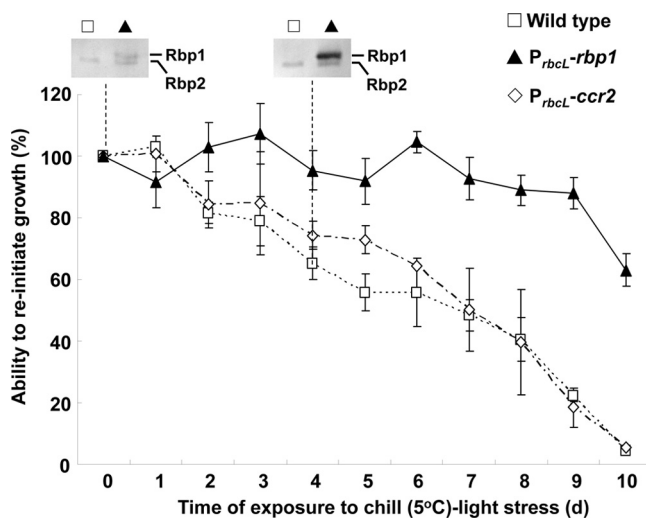 Rbp1
Rbp2
Rbp1
Rbp2
Wild type
PrbcL-rbp1
PrbcL-ccr2
Ability to re-initiate growth (%)
120
100
80
60
40
20
0
0 1 2 3 4 5 6 7 8 9 10
Time of exposure to chill (5°C)-light stress (d)